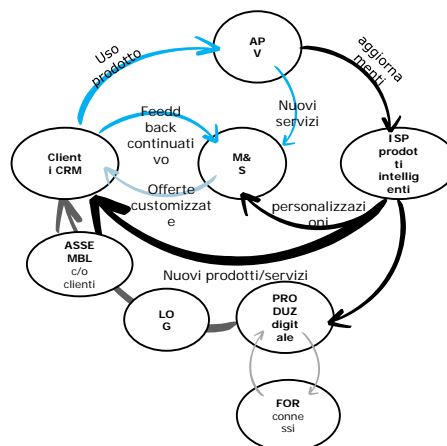 Uso
prodotto
AP
V
aggiorna
menti
Feedd
back
continuati
vo
Nuovi
servizi
Client
i CRM
M&
S
ISP
prodot
ti
intellig
enti
Offerte
customizzat
e
personalizzazi
oni
ASSE
MBL
c/o
clienti
Nuovi prodotti/servizi
LO
G
PRO
DUZ
digit
ale
FOR
conne
ssi